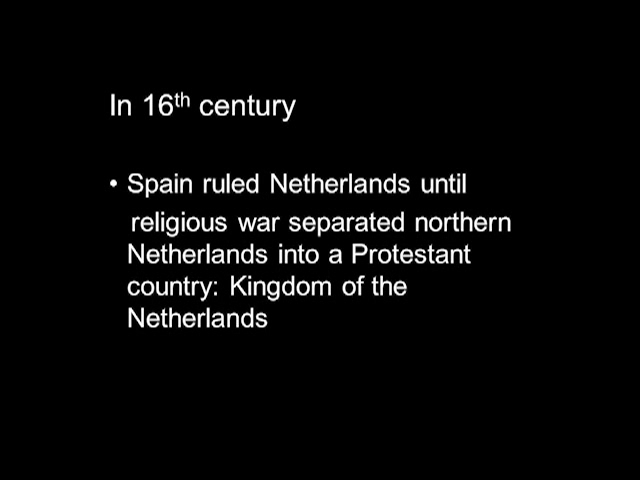 In 16th century
• Spain ruled Netherlands until
religious war separated northern
Netherlands into a Protestant
country: Kingdom of the
Netherlands